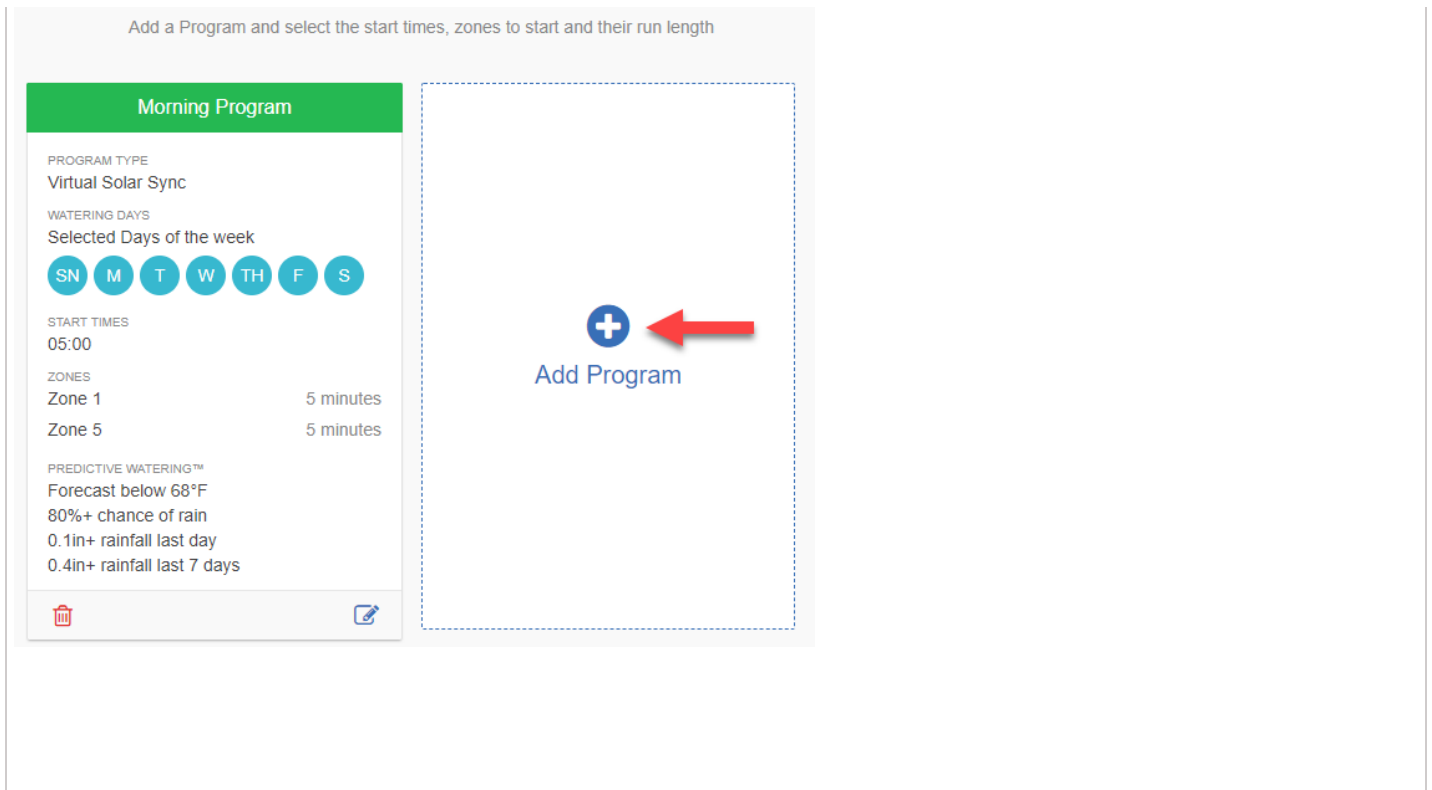 Add a Program and select the start times, zones to start and their run length
Morning Program
PROGRAM TYPE
Virtual Solar Sync
WATERING DAYS
Selected Days of the week
SN M T W TH F S
START TIMES
05:00
ZONES
Zone 1 5 minutes
Zone 5 5 minutes
PREDICTIVE WATERING™
Forecast below 68°F
80%+ chance of rain
0.1in+ rainfall last day
0.4in+ rainfall last 7 days
Add Program